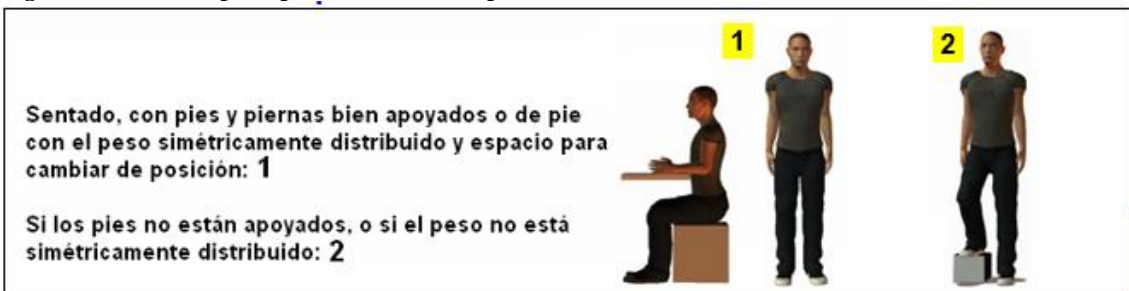 Sentado, con pies y piernas bien apoyados o de pie
con el peso simétricamente distribuido y espacio para
cambiar de posición: 1
Si los pies no están apoyados, o si el peso no está
simétricamente distribuido: 2
1
2